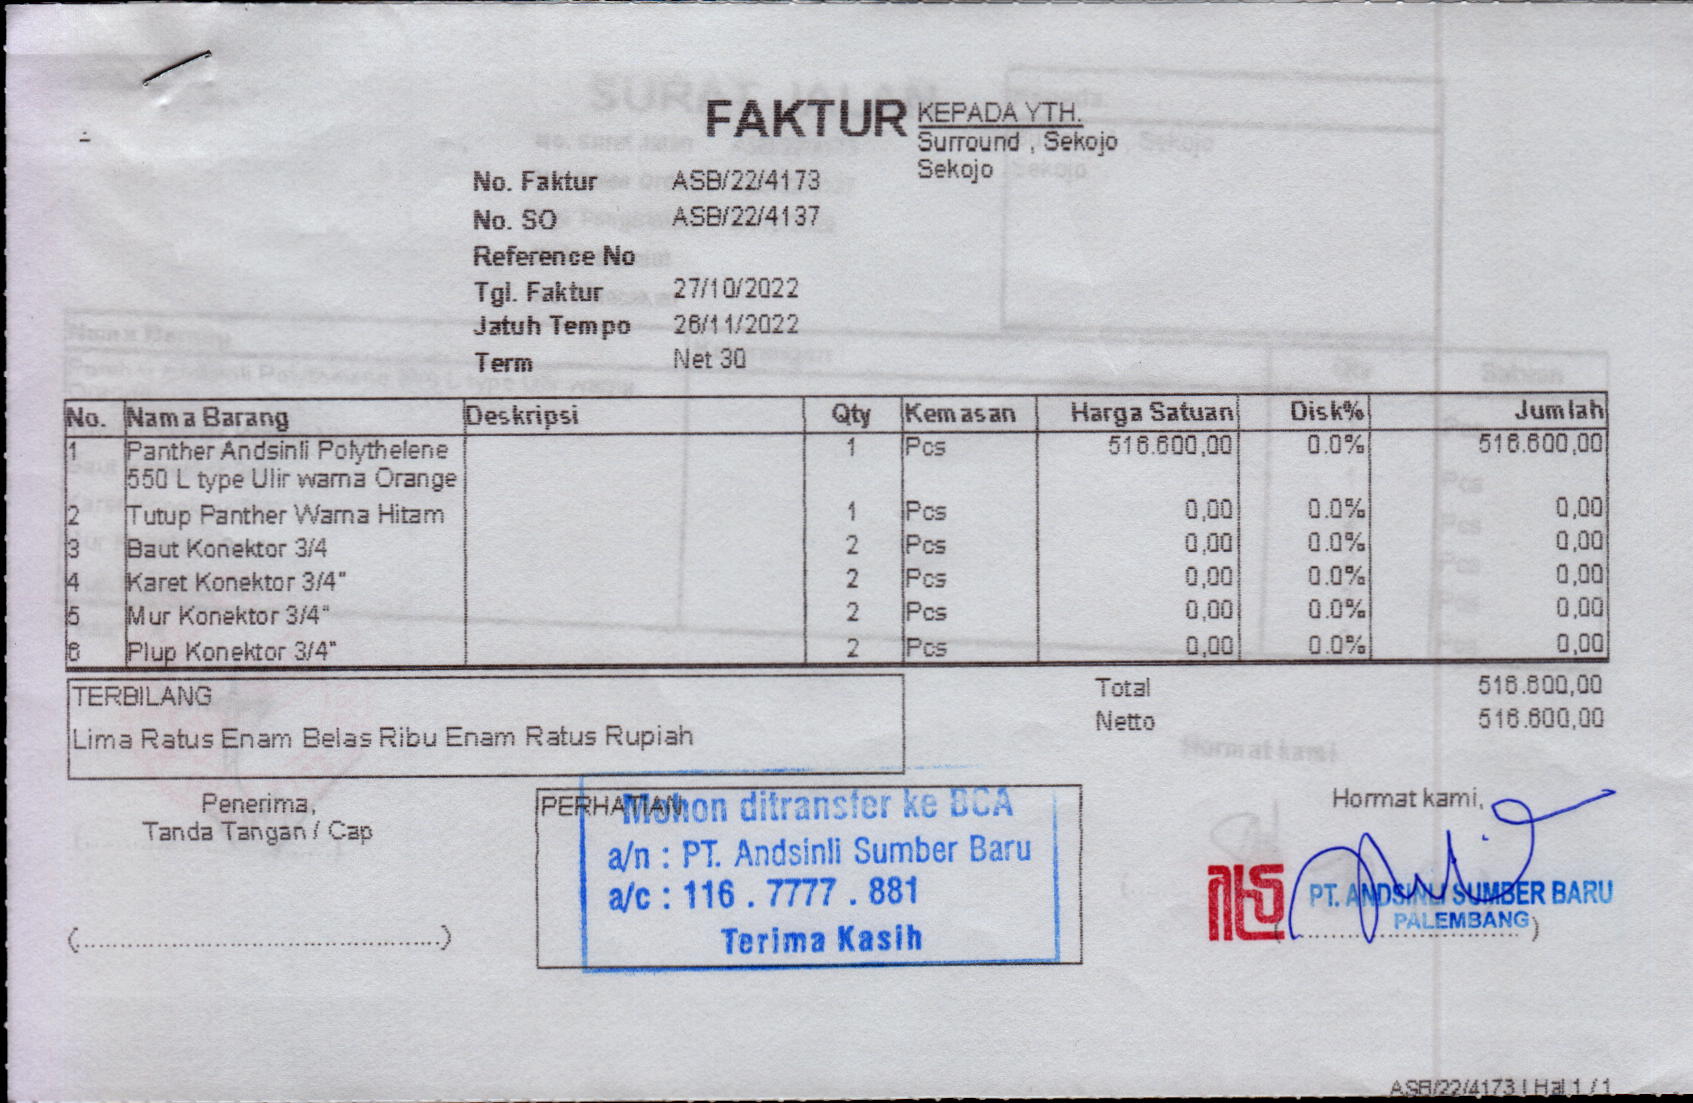 FAKTUR
KEPADA YTH.
Surround , Sekojo
Sekojo
No. Faktur ASB/22/4173
No. SO ASB/22/4137
Reference No
Tgl. Faktur 27/10/2022
Jatuh Tempo 26/11/2022
Term Net 30
No. Nama Barang Deskripsi Qty Kemasan Harga Satuan Disk% Jumlah
1 Panther Andsinli Polythelene 1 Pcs 516.600,00 0.0% 516.600,00
550 L type Ulir warna Orange
2 Tutup Panther Warna Hitam 1 Pcs 0,00 0.0% 0,00
3 Baut Konektor 3/4 2 Pcs 0,00 0.0% 0,00
4 Karet Konektor 3/4" 2 Pcs 0,00 0.0% 0,00
5 Mur Konektor 3/4" 2 Pcs 0,00 0.0% 0,00
6 Plup Konektor 3/4" 2 Pcs 0,00 0.0% 0,00
TERBILANG
Lima Ratus Enam Belas Ribu Enam Ratus Rupiah
Total 516.600,00
Netto 516.600,00
Penerima,
Tanda Tangan / Cap
(...............................................)
PERHATIAN
Mohon ditransfer ke BCA
a/n : PT. Andsinli Sumber Baru
a/c : 116 . 7777 . 881
Terima Kasih
Hormat kami,
PT. ANDSINLI SUMBER BARU
PALEMBANG
ASB/22/4173 | Hal 1 / 1